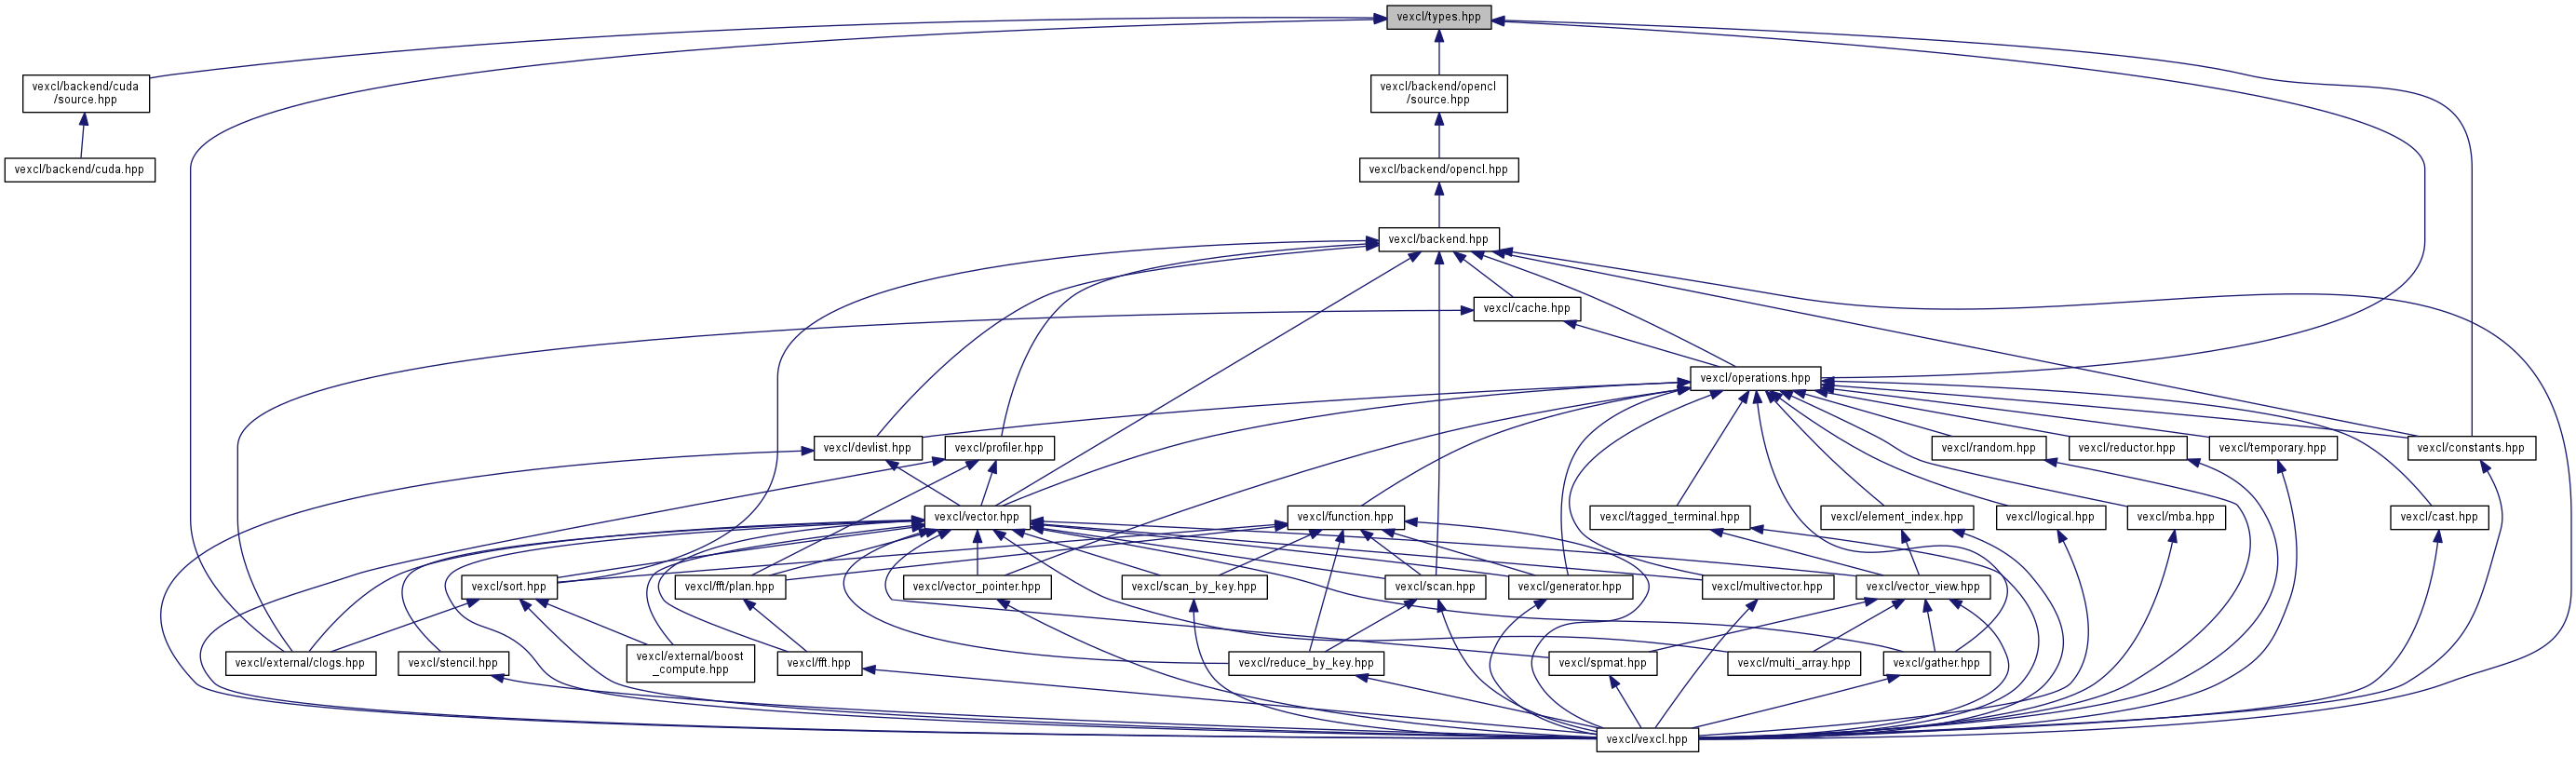 vexcl/types.hpp
vexcl/backend/cuda
/source.hpp
vexcl/backend/opencl
/source.hpp
vexcl/backend/cuda.hpp
vexcl/backend/opencl.hpp
vexcl/backend.hpp
vexcl/cache.hpp
vexcl/operations.hpp
vexcl/devlist.hpp
vexcl/profiler.hpp
vexcl/random.hpp
vexcl/reductor.hpp
vexcl/temporary.hpp
vexcl/constants.hpp
vexcl/vector.hpp
vexcl/function.hpp
vexcl/tagged_terminal.hpp
vexcl/element_index.hpp
vexcl/logical.hpp
vexcl/mba.hpp
vexcl/cast.hpp
vexcl/sort.hpp
vexcl/fft/plan.hpp
vexcl/vector_pointer.hpp
vexcl/scan_by_key.hpp
vexcl/scan.hpp
vexcl/generator.hpp
vexcl/multivector.hpp
vexcl/vector_view.hpp
vexcl/external/clogs.hpp
vexcl/stencil.hpp
vexcl/external/boost
_compute.hpp
vexcl/fft.hpp
vexcl/reduce_by_key.hpp
vexcl/spmat.hpp
vexcl/multi_array.hpp
vexcl/gather.hpp
vexcl/vexcl.hpp